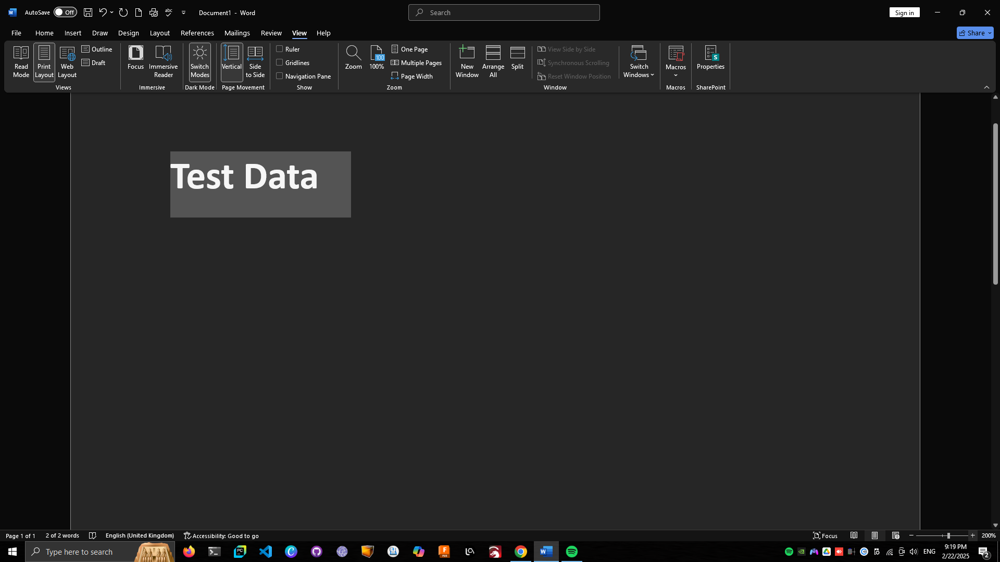 AutoSave Off Document1 - Word Search Sign in
File Home Insert Draw Design Layout References Mailings Review View Help Share
Read Mode
Print Layout
Web Layout
Outline
Draft
Views
Focus
Immersive Reader
Immersive
Switch Modes
Dark Mode
Vertical
Side to Side
Page Movement
Ruler
Gridlines
Navigation Pane
Show
Zoom
100
100%
One Page
Multiple Pages
Page Width
Zoom
New Window
Arrange All
Split
View Side by Side
Synchronous Scrolling
Reset Window Position
Switch Windows
Window
Macros
Macros
Properties
SharePoint
Test Data
Page 1 of 1 2 of 2 words English (United Kingdom) Accessibility: Good to go Focus 200%
Type here to search ENG 9:19 PM
2/22/2025 2